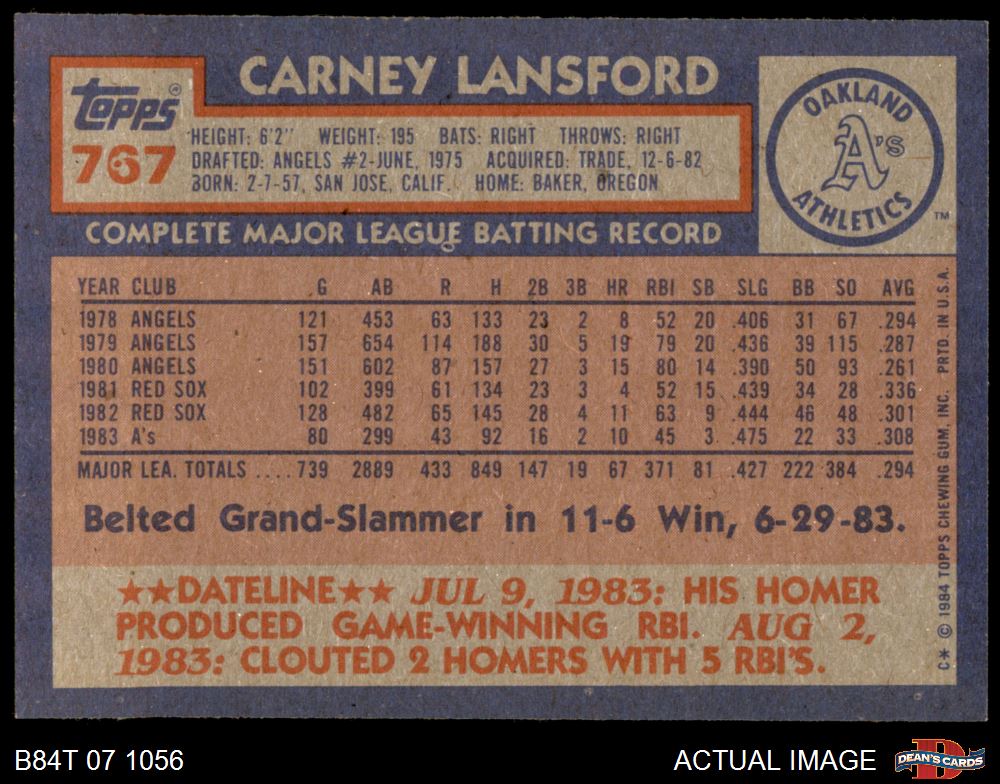 Topps®
767
CARNEY LANSFORD
HEIGHT: 6'2" WEIGHT: 195 BATS: RIGHT THROWS: RIGHT
DRAFTED: ANGELS #2-JUNE, 1975 ACQUIRED: TRADE, 12-6-82
BORN: 2-7-57, SAN JOSE, CALIF. HOME: BAKER, OREGON
OAKLAND
A's
ATHLETICS
TM
COMPLETE MAJOR LEAGUE BATTING RECORD
YEAR CLUB G AB R H 2B 3B HR RBI SB SLG BB SO AVG
1978 ANGELS 121 453 63 133 23 2 8 52 20 .406 31 67 .294
1979 ANGELS 157 654 114 188 30 5 19 79 20 .436 39 115 .287
1980 ANGELS 151 602 87 157 27 3 15 80 14 .390 50 93 .261
1981 RED SOX 102 399 61 134 23 3 4 52 15 .439 34 28 .336
1982 RED SOX 128 482 65 145 28 4 11 63 9 .444 46 48 .301
1983 A's 80 299 43 92 16 2 10 45 3 .475 22 33 .308
MAJOR LEA. TOTALS .... 739 2889 433 849 147 19 67 371 81 .427 222 384 .294
Belted Grand-Slammer in 11-6 Win, 6-29-83.
★★DATELINE★★ JUL 9, 1983: HIS HOMER
PRODUCED GAME-WINNING RBI. AUG 2,
1983: CLOUTED 2 HOMERS WITH 5 RBI'S.
C* © 1984 TOPPS CHEWING GUM, INC. PRTD. IN U.S.A.
B84T 07 1056
ACTUAL IMAGE
D
DEAN'S CARDS